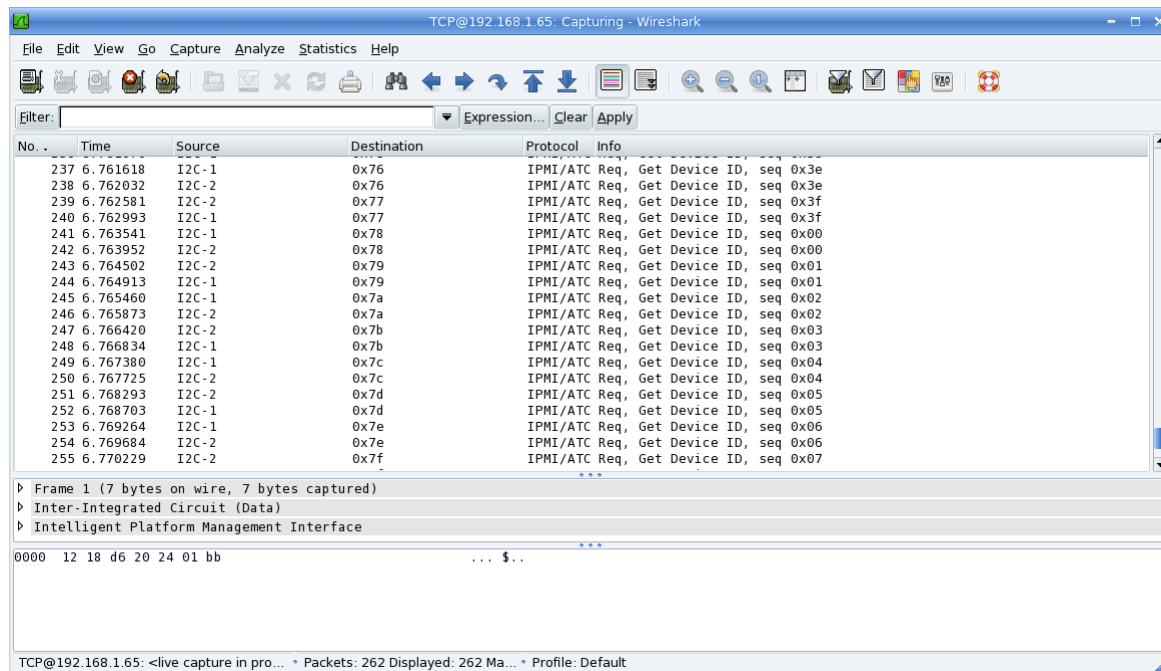 TCP@192.168.1.65: Capturing - Wireshark
File Edit View Go Capture Analyze Statistics Help
Filter: Expression... Clear Apply
No. . Time Source Destination Protocol Info
237 6.761618 I2C-1 0x76 IPMI/ATC Req, Get Device ID, seq 0x3e
238 6.762032 I2C-2 0x76 IPMI/ATC Req, Get Device ID, seq 0x3e
239 6.762581 I2C-2 0x77 IPMI/ATC Req, Get Device ID, seq 0x3f
240 6.762993 I2C-1 0x77 IPMI/ATC Req, Get Device ID, seq 0x3f
241 6.763541 I2C-1 0x78 IPMI/ATC Req, Get Device ID, seq 0x00
242 6.763952 I2C-2 0x78 IPMI/ATC Req, Get Device ID, seq 0x00
243 6.764502 I2C-2 0x79 IPMI/ATC Req, Get Device ID, seq 0x01
244 6.764913 I2C-1 0x79 IPMI/ATC Req, Get Device ID, seq 0x01
245 6.765460 I2C-1 0x7a IPMI/ATC Req, Get Device ID, seq 0x02
246 6.765873 I2C-2 0x7a IPMI/ATC Req, Get Device ID, seq 0x02
247 6.766420 I2C-2 0x7b IPMI/ATC Req, Get Device ID, seq 0x03
248 6.766834 I2C-1 0x7b IPMI/ATC Req, Get Device ID, seq 0x03
249 6.767380 I2C-1 0x7c IPMI/ATC Req, Get Device ID, seq 0x04
250 6.767725 I2C-2 0x7c IPMI/ATC Req, Get Device ID, seq 0x04
251 6.768293 I2C-2 0x7d IPMI/ATC Req, Get Device ID, seq 0x05
252 6.768703 I2C-1 0x7d IPMI/ATC Req, Get Device ID, seq 0x05
253 6.769264 I2C-1 0x7e IPMI/ATC Req, Get Device ID, seq 0x06
254 6.769684 I2C-2 0x7e IPMI/ATC Req, Get Device ID, seq 0x06
255 6.770229 I2C-2 0x7f IPMI/ATC Req, Get Device ID, seq 0x07
Frame 1 (7 bytes on wire, 7 bytes captured)
Inter-Integrated Circuit (Data)
Intelligent Platform Management Interface
0000 12 18 d6 20 24 01 bb ... $..
TCP@192.168.1.65: <live capture in pro... Packets: 262 Displayed: 262 Ma... Profile: Default